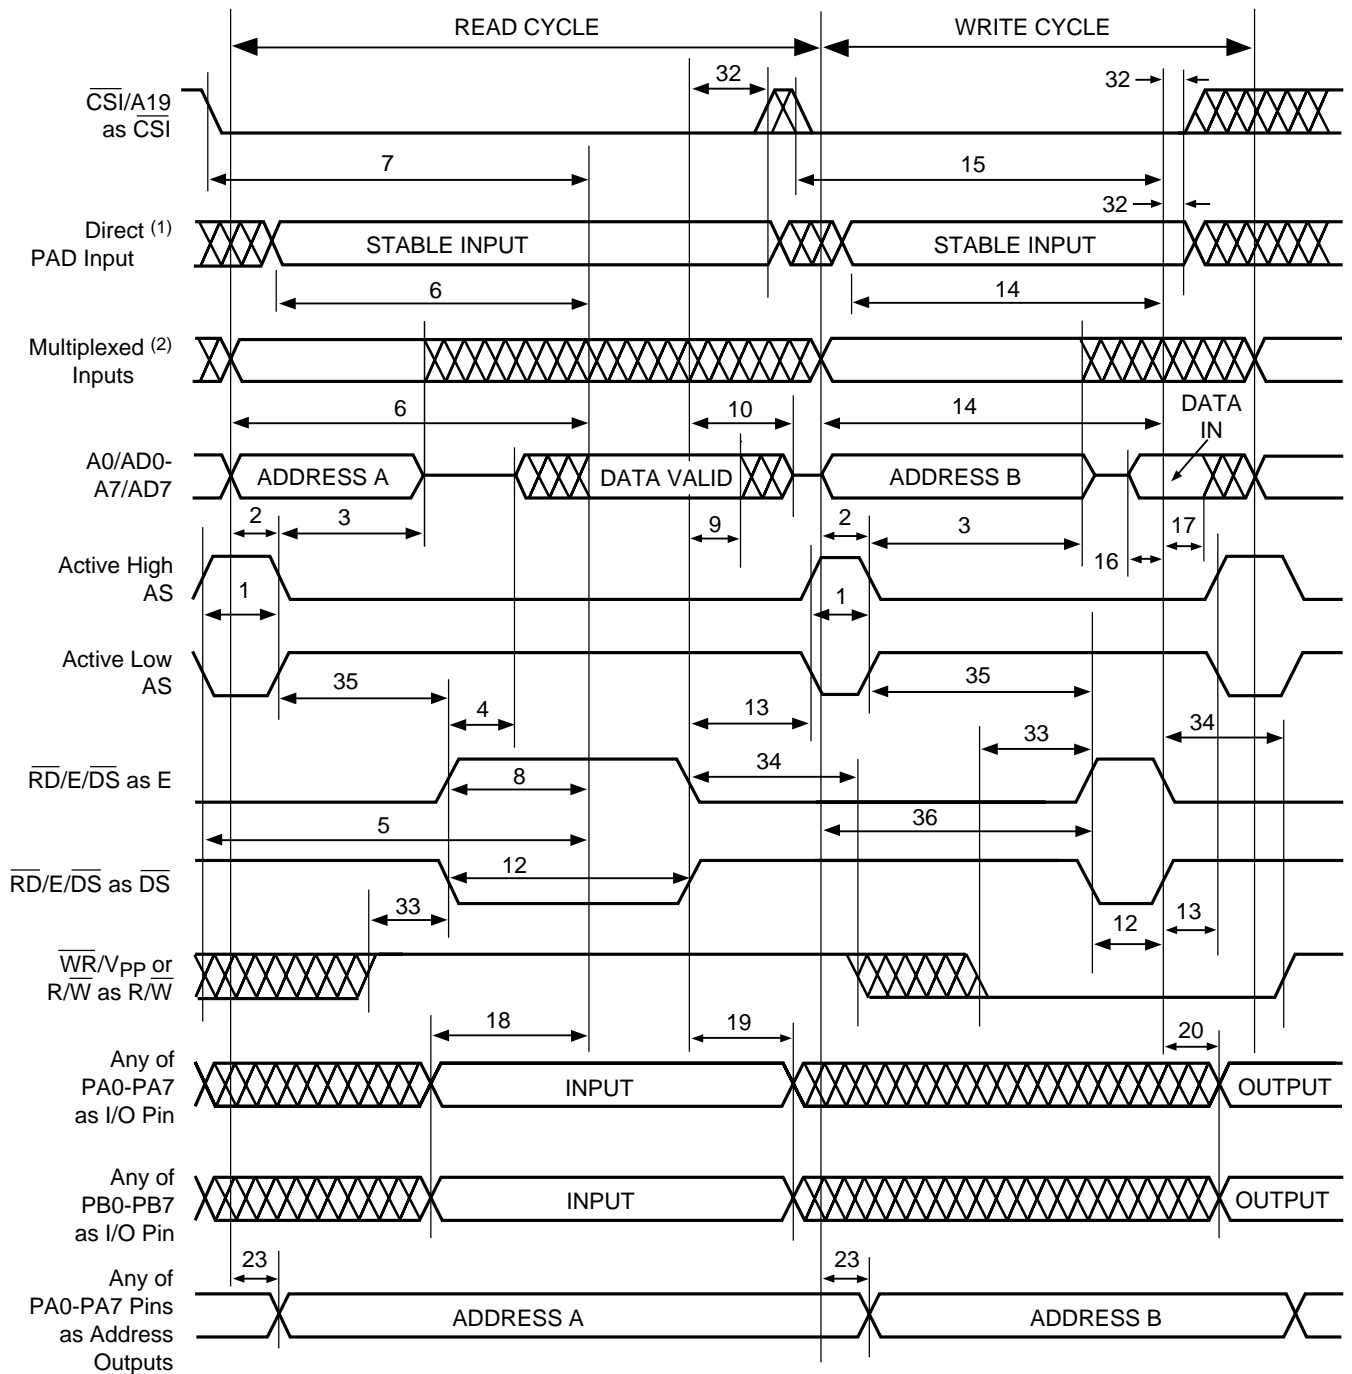 READ CYCLE WRITE CYCLE
32 32
CSI/A19
as CSI
7 15
32
Direct (1)
PAD Input
STABLE INPUT STABLE INPUT
6 14
Multiplexed (2)
Inputs
6 10 14 DATA
IN
A0/AD0-
A7/AD7
ADDRESS A DATA VALID ADDRESS B
2 3 9 2 3 16 17
Active High
AS
1 1
Active Low
AS
35 4 13 35 34
33
RD/E/DS as E
8 34
5 36
RD/E/DS as DS
12
33 12 13
WR/VPP or
R/W as R/W
18 19 20
Any of
PA0-PA7
as I/O Pin
INPUT OUTPUT
Any of
PB0-PB7
as I/O Pin
INPUT OUTPUT
23 23
Any of
PA0-PA7 Pins
as Address
Outputs
ADDRESS A ADDRESS B